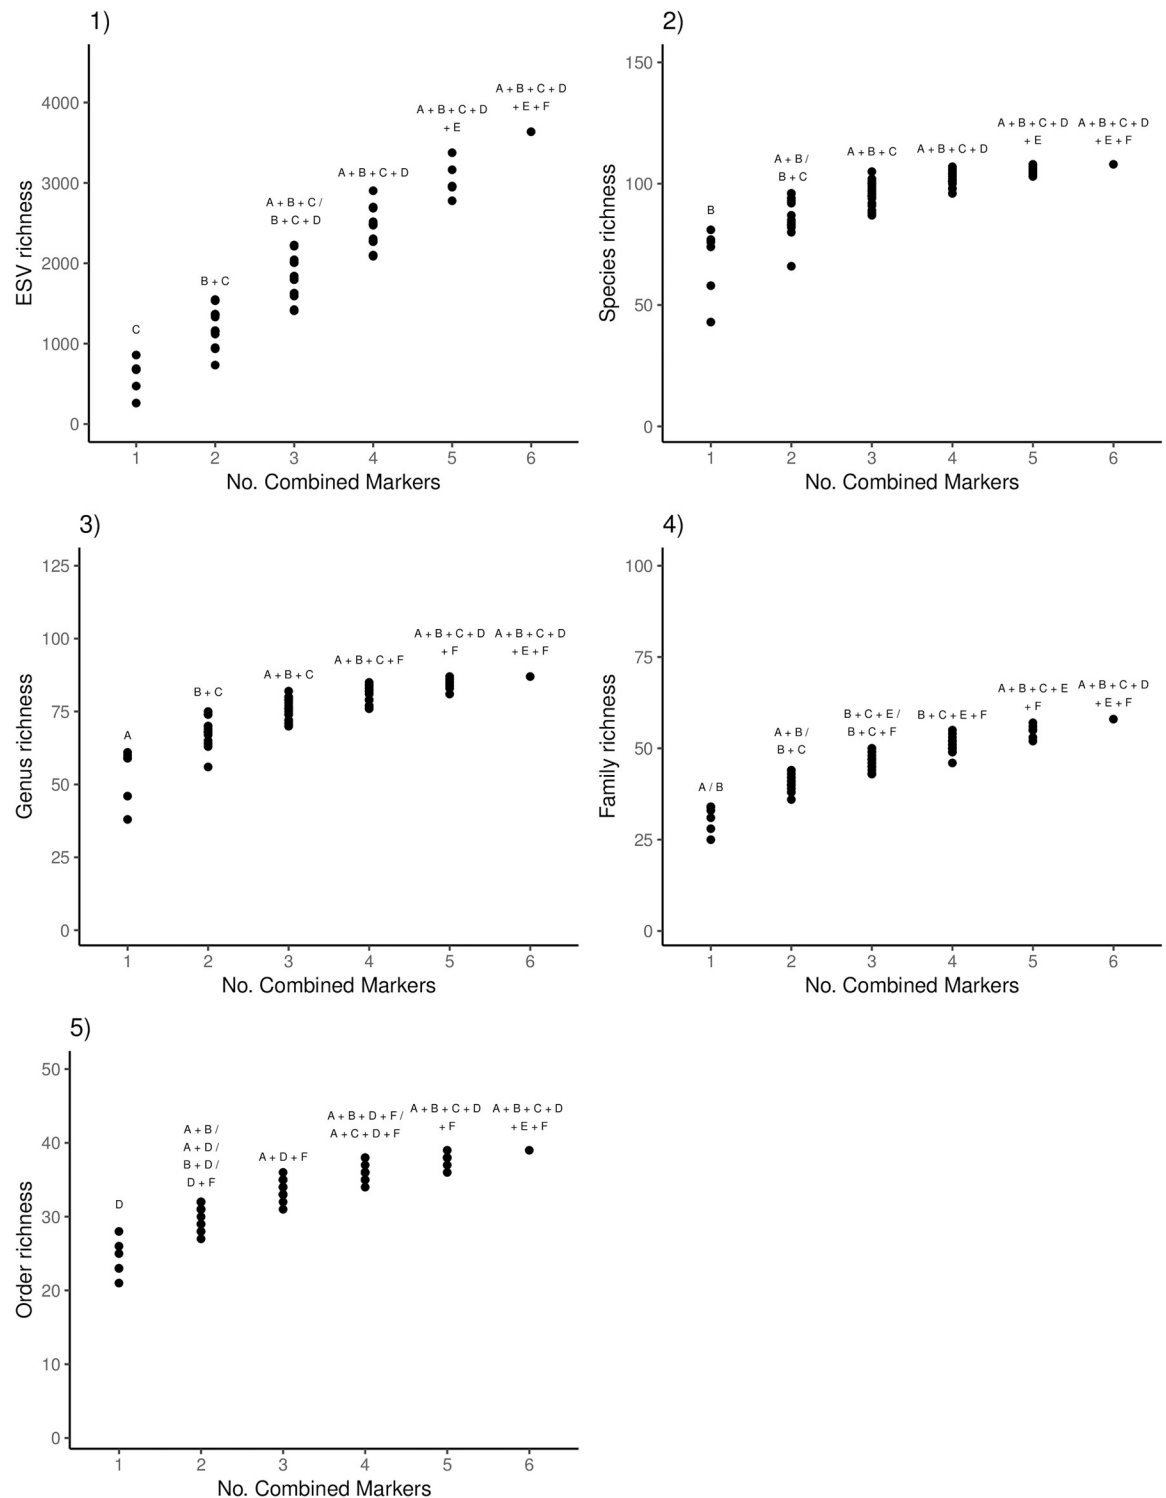 1)
ESV richness
4000
3000
2000
1000
0
C
B + C
A + B + C /
B + C + D
A + B + C + D
A + B + C + D
+ E
A + B + C + D
+ E + F
1 2 3 4 5 6
No. Combined Markers
2)
Species richness
150
100
50
0
B
A + B /
B + C
A + B + C
A + B + C + D
A + B + C + D
+ E
A + B + C + D
+ E + F
1 2 3 4 5 6
No. Combined Markers
3)
Genus richness
125
100
75
50
25
0
A
B + C
A + B + C
A + B + C + F
A + B + C + D
+ F
A + B + C + D
+ E + F
1 2 3 4 5 6
No. Combined Markers
4)
Family richness
100
75
50
25
0
A / B
A + B /
B + C
B + C + E /
B + C + F
B + C + E + F
A + B + C + E
+ F
A + B + C + D
+ E + F
1 2 3 4 5 6
No. Combined Markers
5)
Order richness
50
40
30
20
10
0
D
A + B /
A + D /
B + D /
D + F
A + D + F
A + B + D + F /
A + C + D + F
A + B + C + D
+ F
A + B + C + D
+ E + F
1 2 3 4 5 6
No. Combined Markers